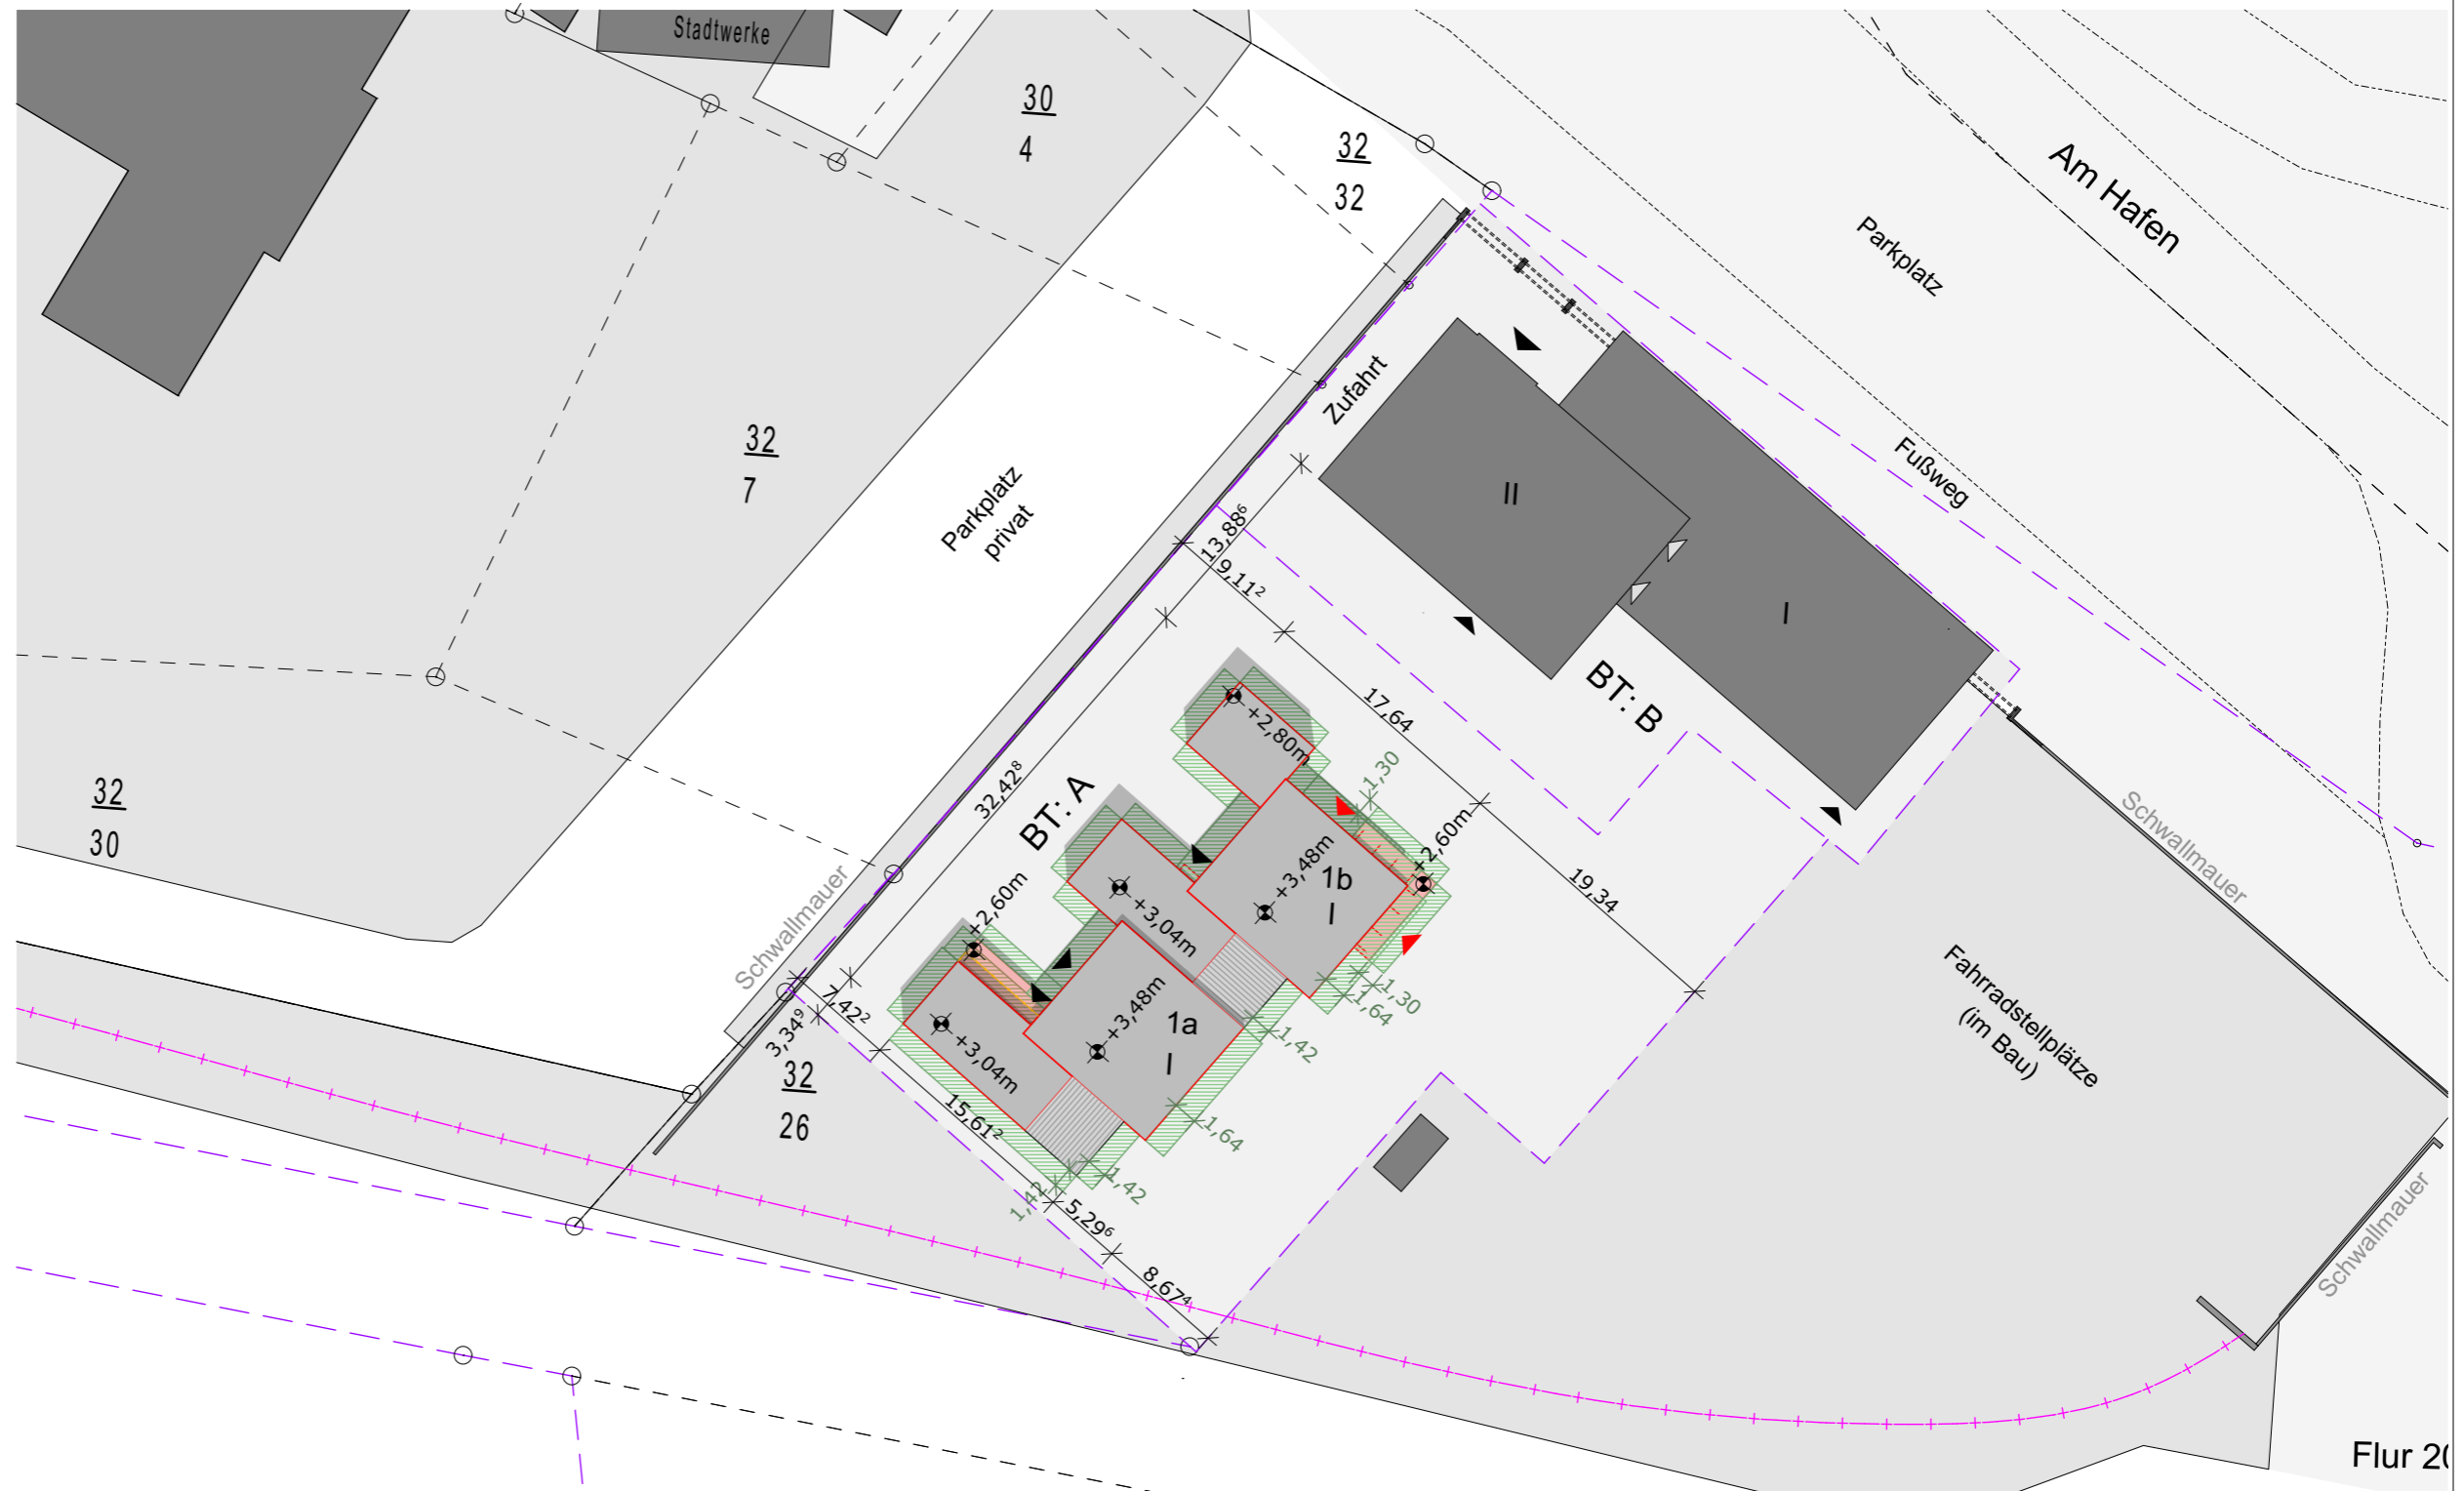 Stadtwerke
30
4
32
32
Am Hafen
Parkplatz
Zufahrt
32
7
Parkplatz
privat
II
Fußweg
13,88⁶
9,11²
I
BT: B
17,64
+2,80m
1,30
32,42⁸
BT: A
32
30
Schwallmauer
+2,60m
+3,48m
1b
I
19,34
Schwallmauer
+2,60m
+3,04m
Fahrradstellplätze
(im Bau)
7,42²
3,34⁹
+3,48m
1a
I
1,30
1,64
1,42
+3,04m
32
26
15,61²
1,64
1,42
1,42
5,29⁶
8,67⁴
Schwallmauer
Flur 20